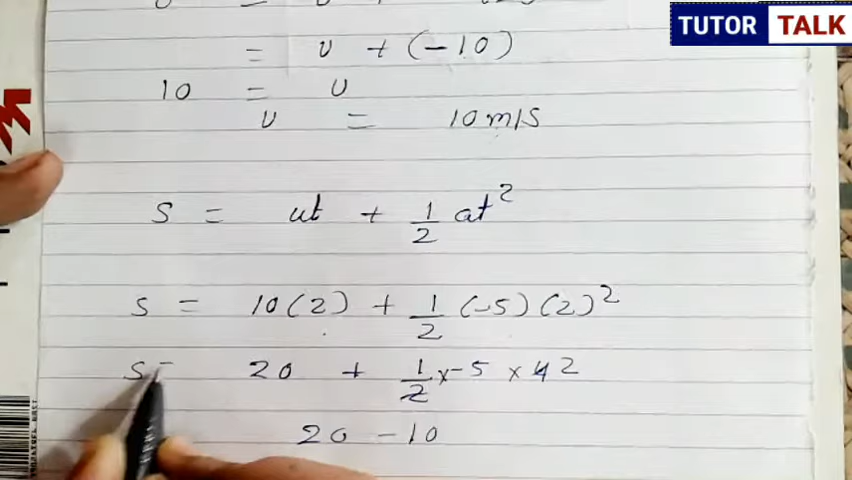 TUTOR TALK
= u + (-10)
10 = u
u = 10 m/s
s = ut + 1/2 at²
s = 10(2) + 1/2 (-5) (2)²
s = 20 + 1/2 × -5 × 4 2
20 - 10